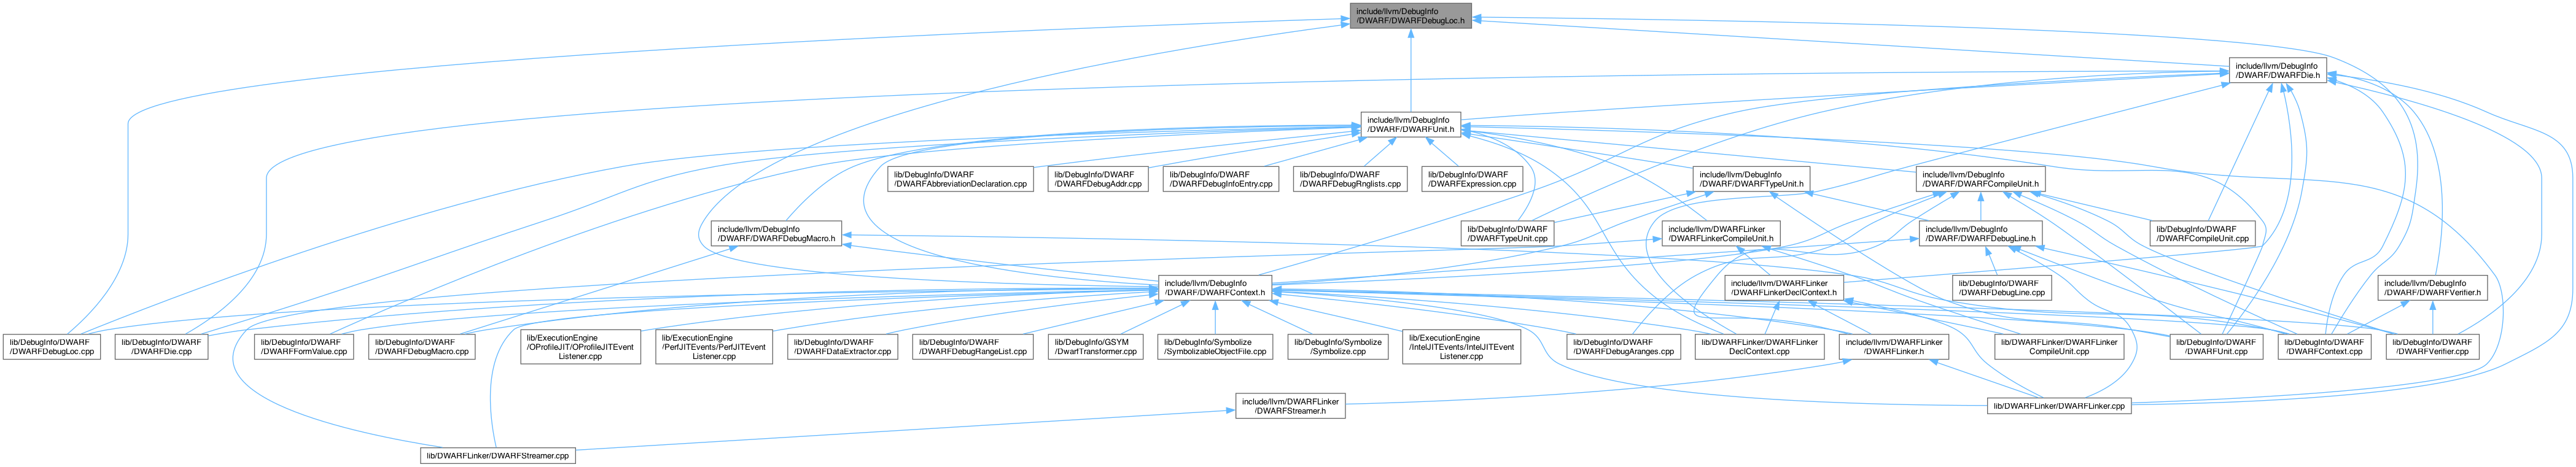 include/llvm/DebugInfo
/DWARF/DWARFDebugLoc.h
include/llvm/DebugInfo
/DWARF/DWARFDie.h
include/llvm/DebugInfo
/DWARF/DWARFUnit.h
lib/DebugInfo/DWARF
/DWARFAbbreviationDeclaration.cpp
lib/DebugInfo/DWARF
/DWARFDebugAddr.cpp
lib/DebugInfo/DWARF
/DWARFDebugInfoEntry.cpp
lib/DebugInfo/DWARF
/DWARFDebugRnglists.cpp
lib/DebugInfo/DWARF
/DWARFExpression.cpp
include/llvm/DebugInfo
/DWARF/DWARFTypeUnit.h
include/llvm/DebugInfo
/DWARF/DWARFCompileUnit.h
include/llvm/DebugInfo
/DWARF/DWARFDebugMacro.h
lib/DebugInfo/DWARF
/DWARFTypeUnit.cpp
include/llvm/DWARFLinker
/DWARFLinkerCompileUnit.h
include/llvm/DebugInfo
/DWARF/DWARFDebugLine.h
lib/DebugInfo/DWARF
/DWARFCompileUnit.cpp
include/llvm/DebugInfo
/DWARF/DWARFContext.h
include/llvm/DWARFLinker
/DWARFLinkerDeclContext.h
lib/DebugInfo/DWARF
/DWARFDebugLine.cpp
include/llvm/DebugInfo
/DWARF/DWARFVerifier.h
lib/DebugInfo/DWARF
/DWARFDebugLoc.cpp
lib/DebugInfo/DWARF
/DWARFDie.cpp
lib/DebugInfo/DWARF
/DWARFFormValue.cpp
lib/DebugInfo/DWARF
/DWARFDebugMacro.cpp
lib/ExecutionEngine
/OProfileJIT/OProfileJITEvent
Listener.cpp
lib/ExecutionEngine
/PerfJITEvents/PerfJITEvent
Listener.cpp
lib/DebugInfo/DWARF
/DWARFDataExtractor.cpp
lib/DebugInfo/DWARF
/DWARFDebugRangeList.cpp
lib/DebugInfo/GSYM
/DwarfTransformer.cpp
lib/DebugInfo/Symbolize
/SymbolizableObjectFile.cpp
lib/DebugInfo/Symbolize
/Symbolize.cpp
lib/ExecutionEngine
/IntelJITEvents/IntelJITEvent
Listener.cpp
lib/DebugInfo/DWARF
/DWARFDebugAranges.cpp
lib/DWARFLinker/DWARFLinker
DeclContext.cpp
include/llvm/DWARFLinker
/DWARFLinker.h
lib/DWARFLinker/DWARFLinker
CompileUnit.cpp
lib/DebugInfo/DWARF
/DWARFUnit.cpp
lib/DebugInfo/DWARF
/DWARFContext.cpp
lib/DebugInfo/DWARF
/DWARFVerifier.cpp
include/llvm/DWARFLinker
/DWARFStreamer.h
lib/DWARFLinker/DWARFLinker.cpp
lib/DWARFLinker/DWARFStreamer.cpp